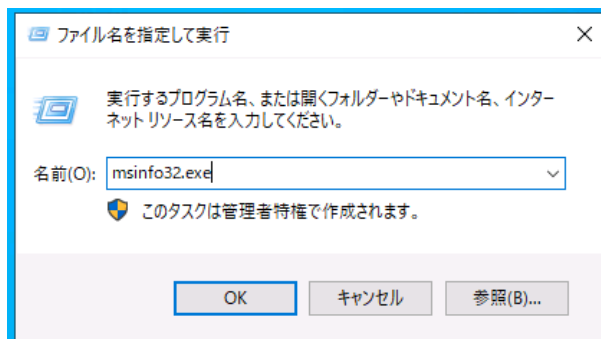 ファイル名を指定して実行
実行するプログラム名、または開くフォルダーやドキュメント名、インター
ネット リソース名を入力してください。
名前(O): msinfo32.exe
このタスクは管理者特権で作成されます。
OK キャンセル 参照(B)...